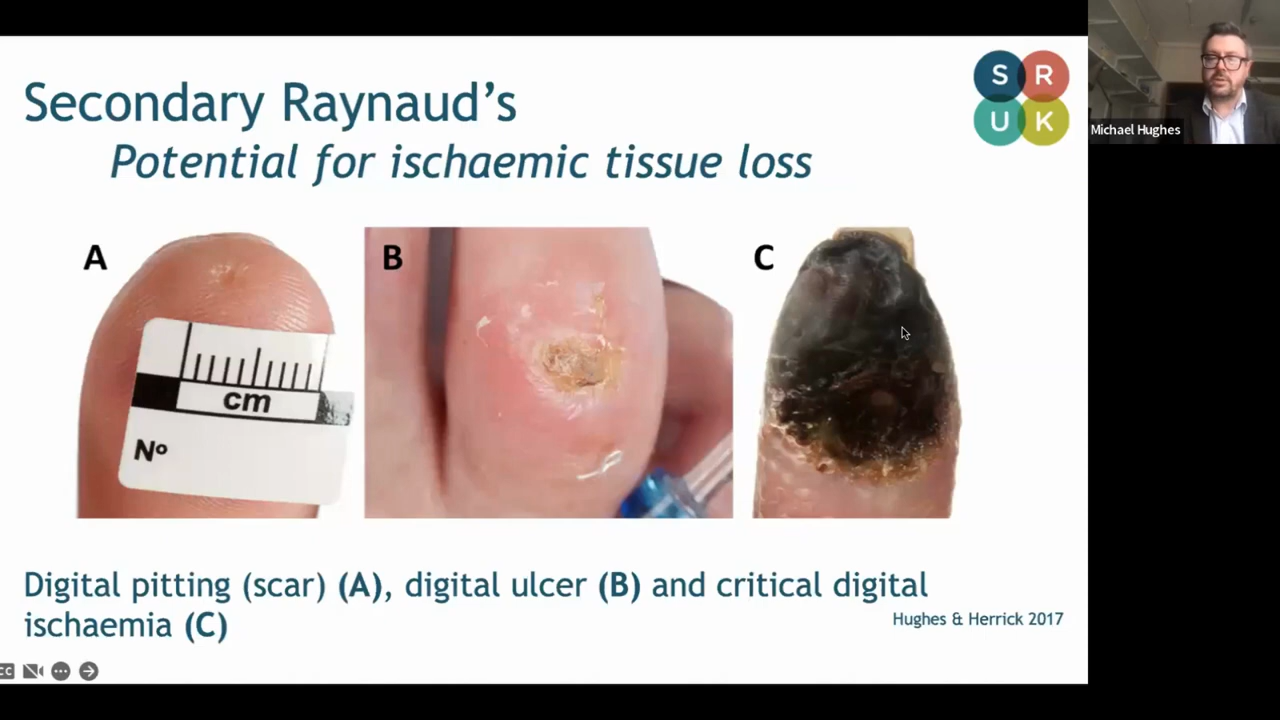 Secondary Raynaud's
Potential for ischaemic tissue loss
S R
U K
Michael Hughes
A
B
C
cm
Nº
Digital pitting (scar) (A), digital ulcer (B) and critical digital
ischaemia (C)
Hughes & Herrick 2017
CC